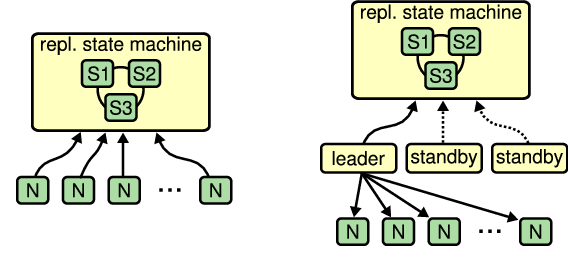 repl. state machine
S1 S2
S3
N N N ... N
repl. state machine
S1 S2
S3
leader standby standby
N N N ... N